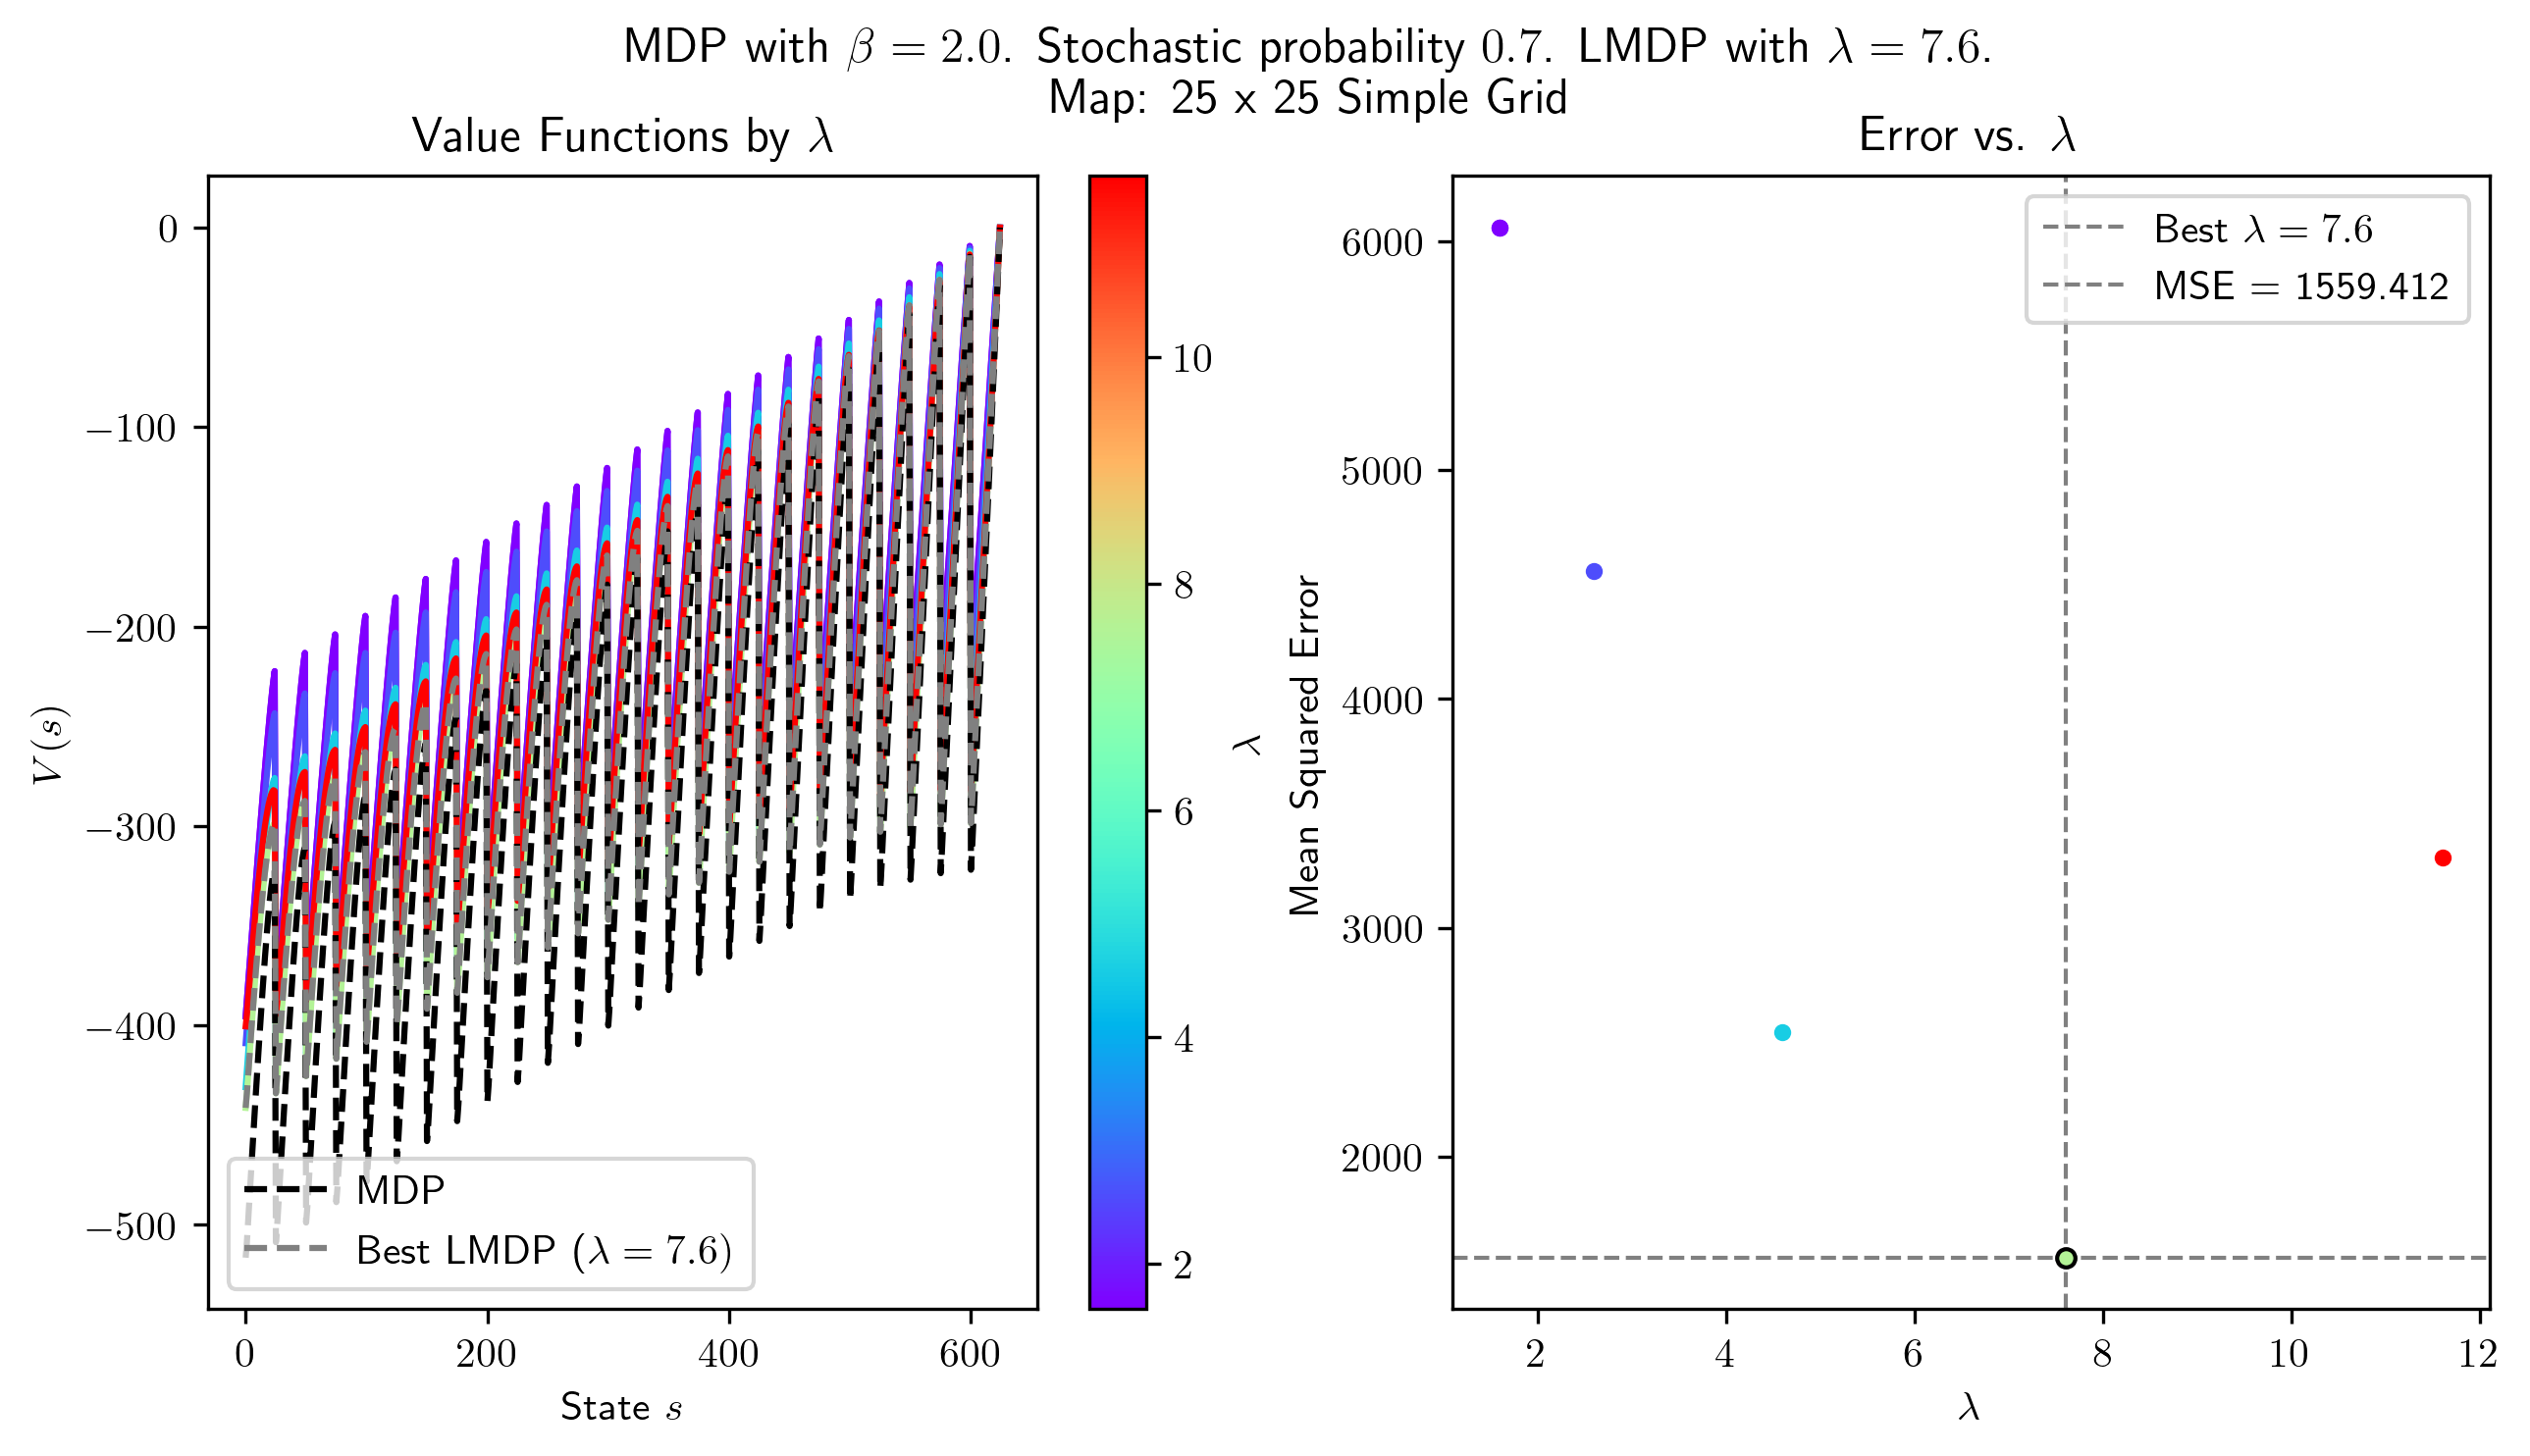 MDP with β = 2.0. Stochastic probability 0.7. LMDP with λ = 7.6.
Map: 25 x 25 Simple Grid
Value Functions by λ
0
−100
−200
−300
−400
−500
V(s)
0
200
400
600
State s
MDP
Best LMDP (λ = 7.6)
10
8
6
4
2
λ
Error vs. λ
6000
5000
4000
3000
2000
Mean Squared Error
2
4
6
8
10
12
λ
Best λ = 7.6
MSE = 1559.412